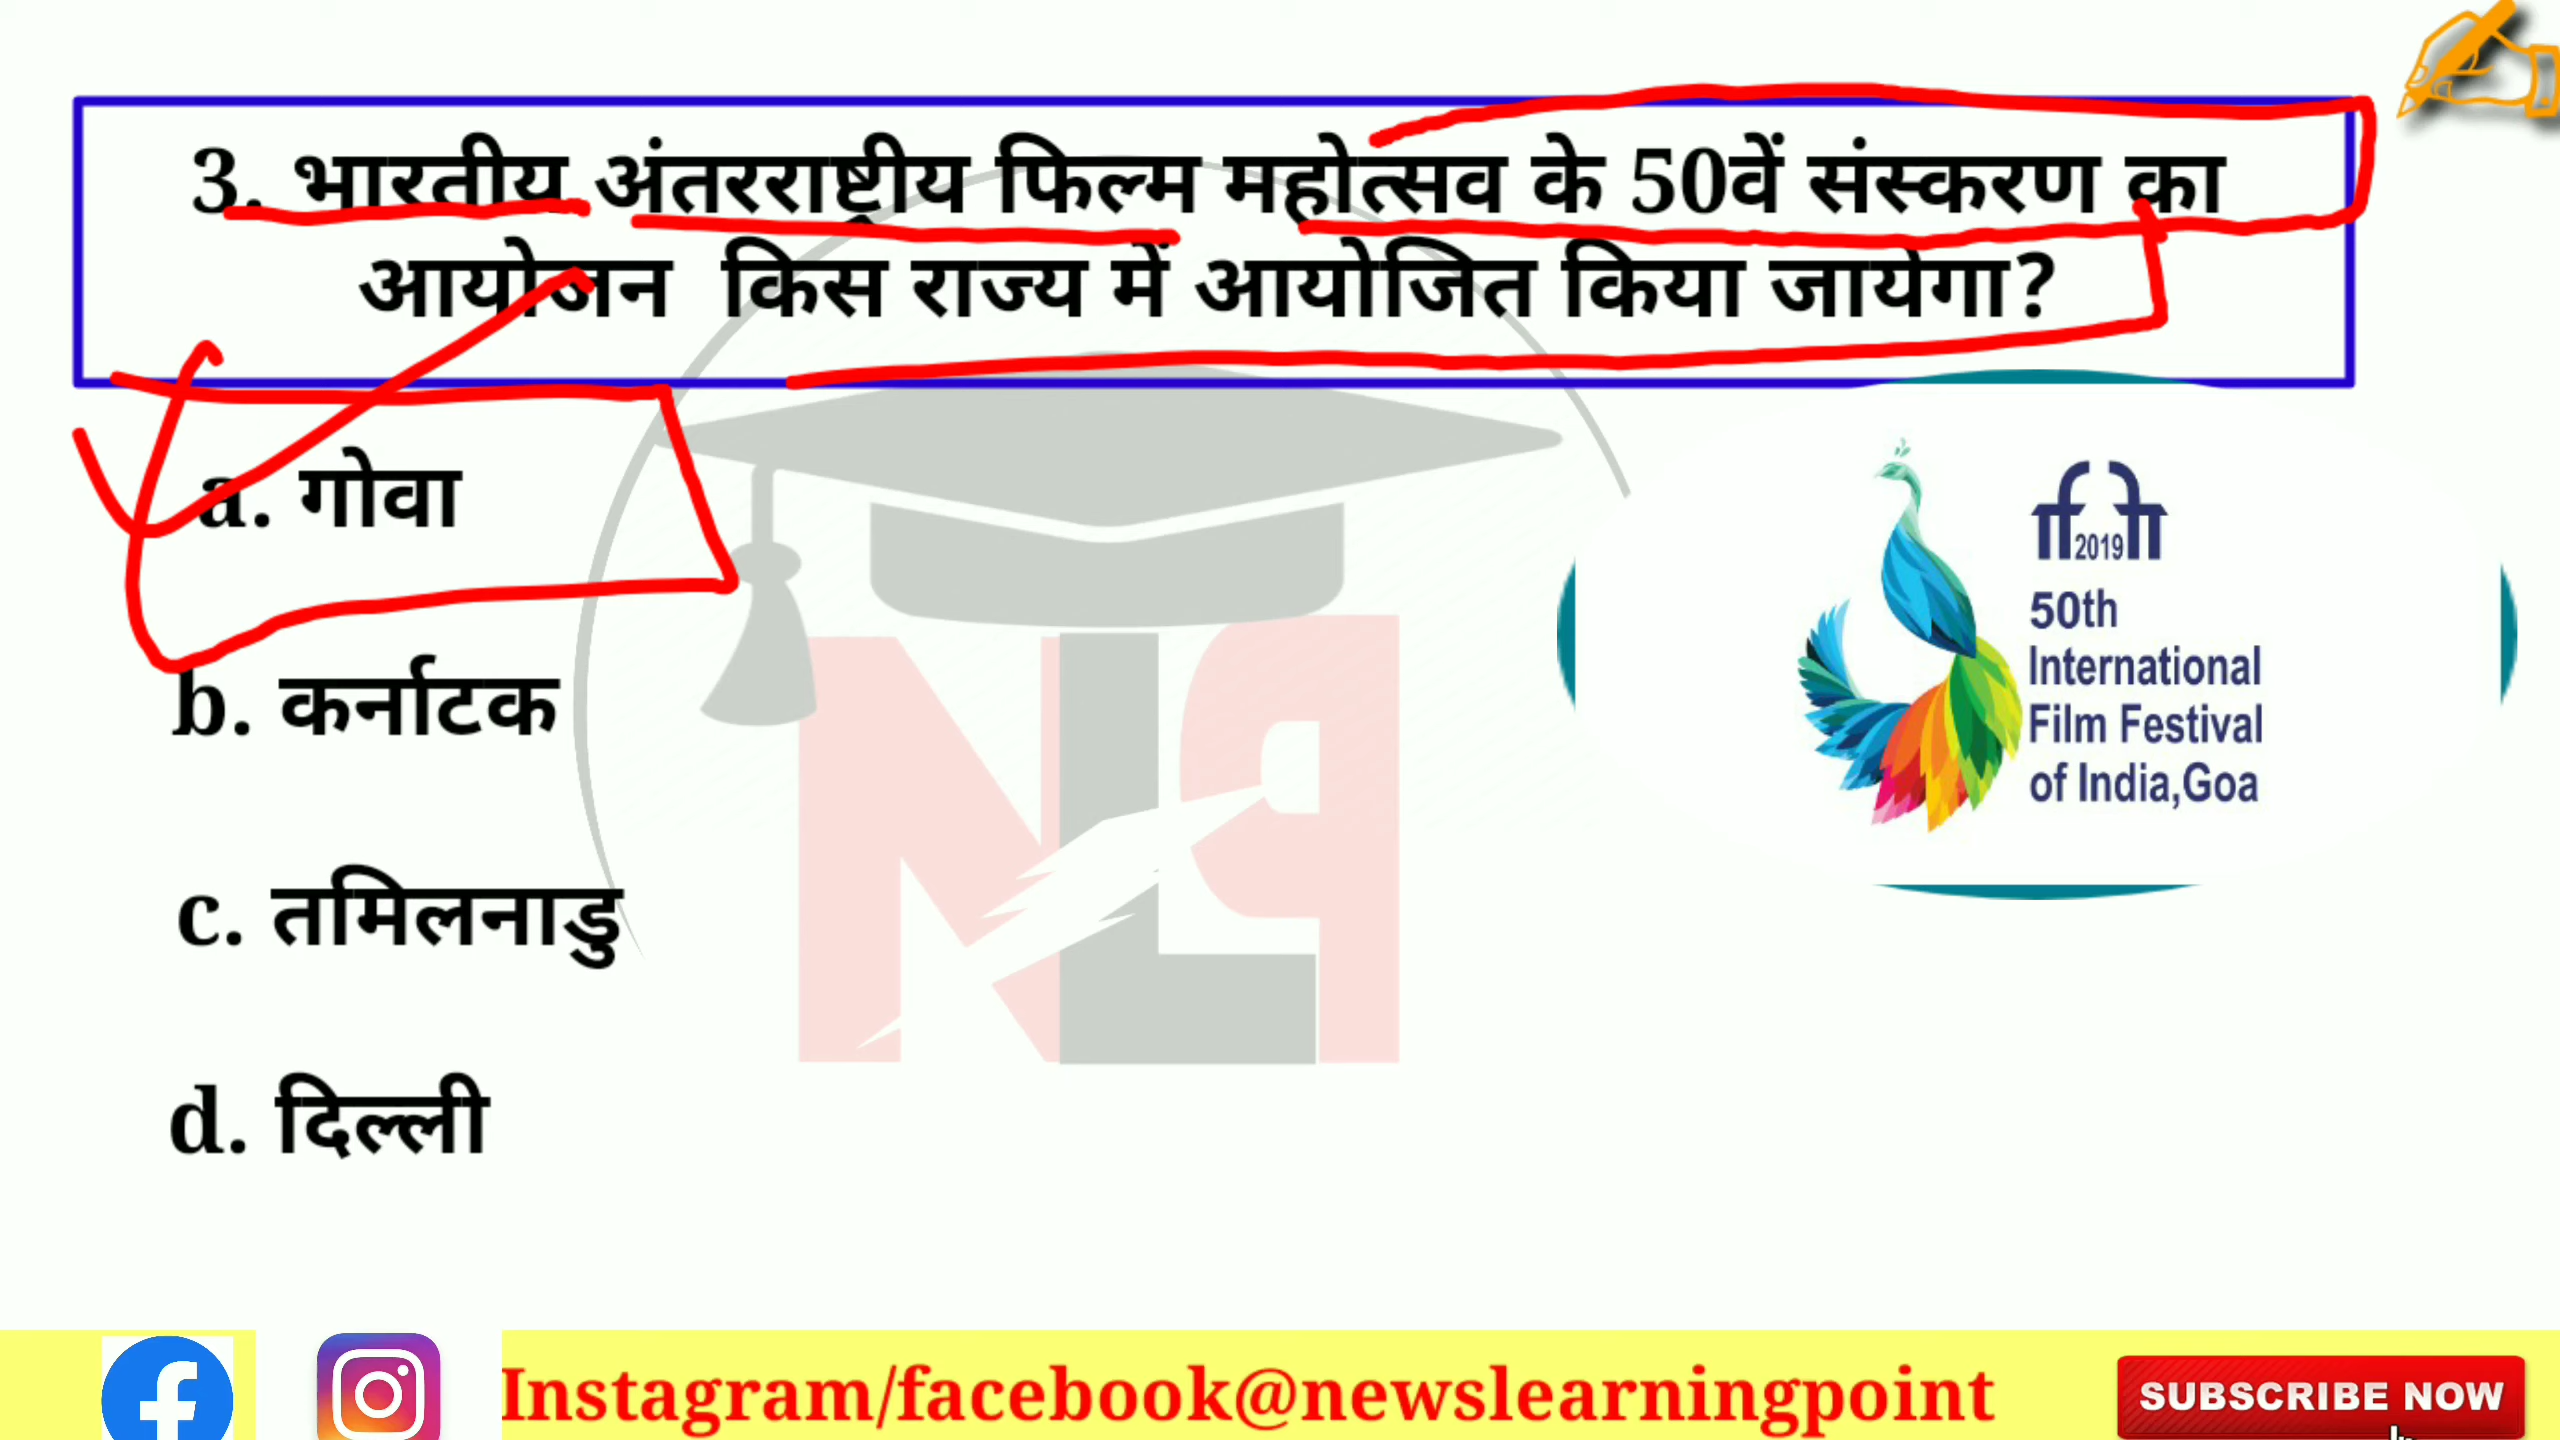 3. भारतीय अंतरराष्ट्रीय फिल्म महोत्सव के 50वें संस्करण का
आयोजन किस राज्य में आयोजित किया जायेगा?
a. गोवा
b. कर्नाटक
c. तमिलनाडु
d. दिल्ली
2019
50th
International
Film Festival
of India,Goa
NLP
Instagram/facebook@newslearningpoint
SUBSCRIBE NOW